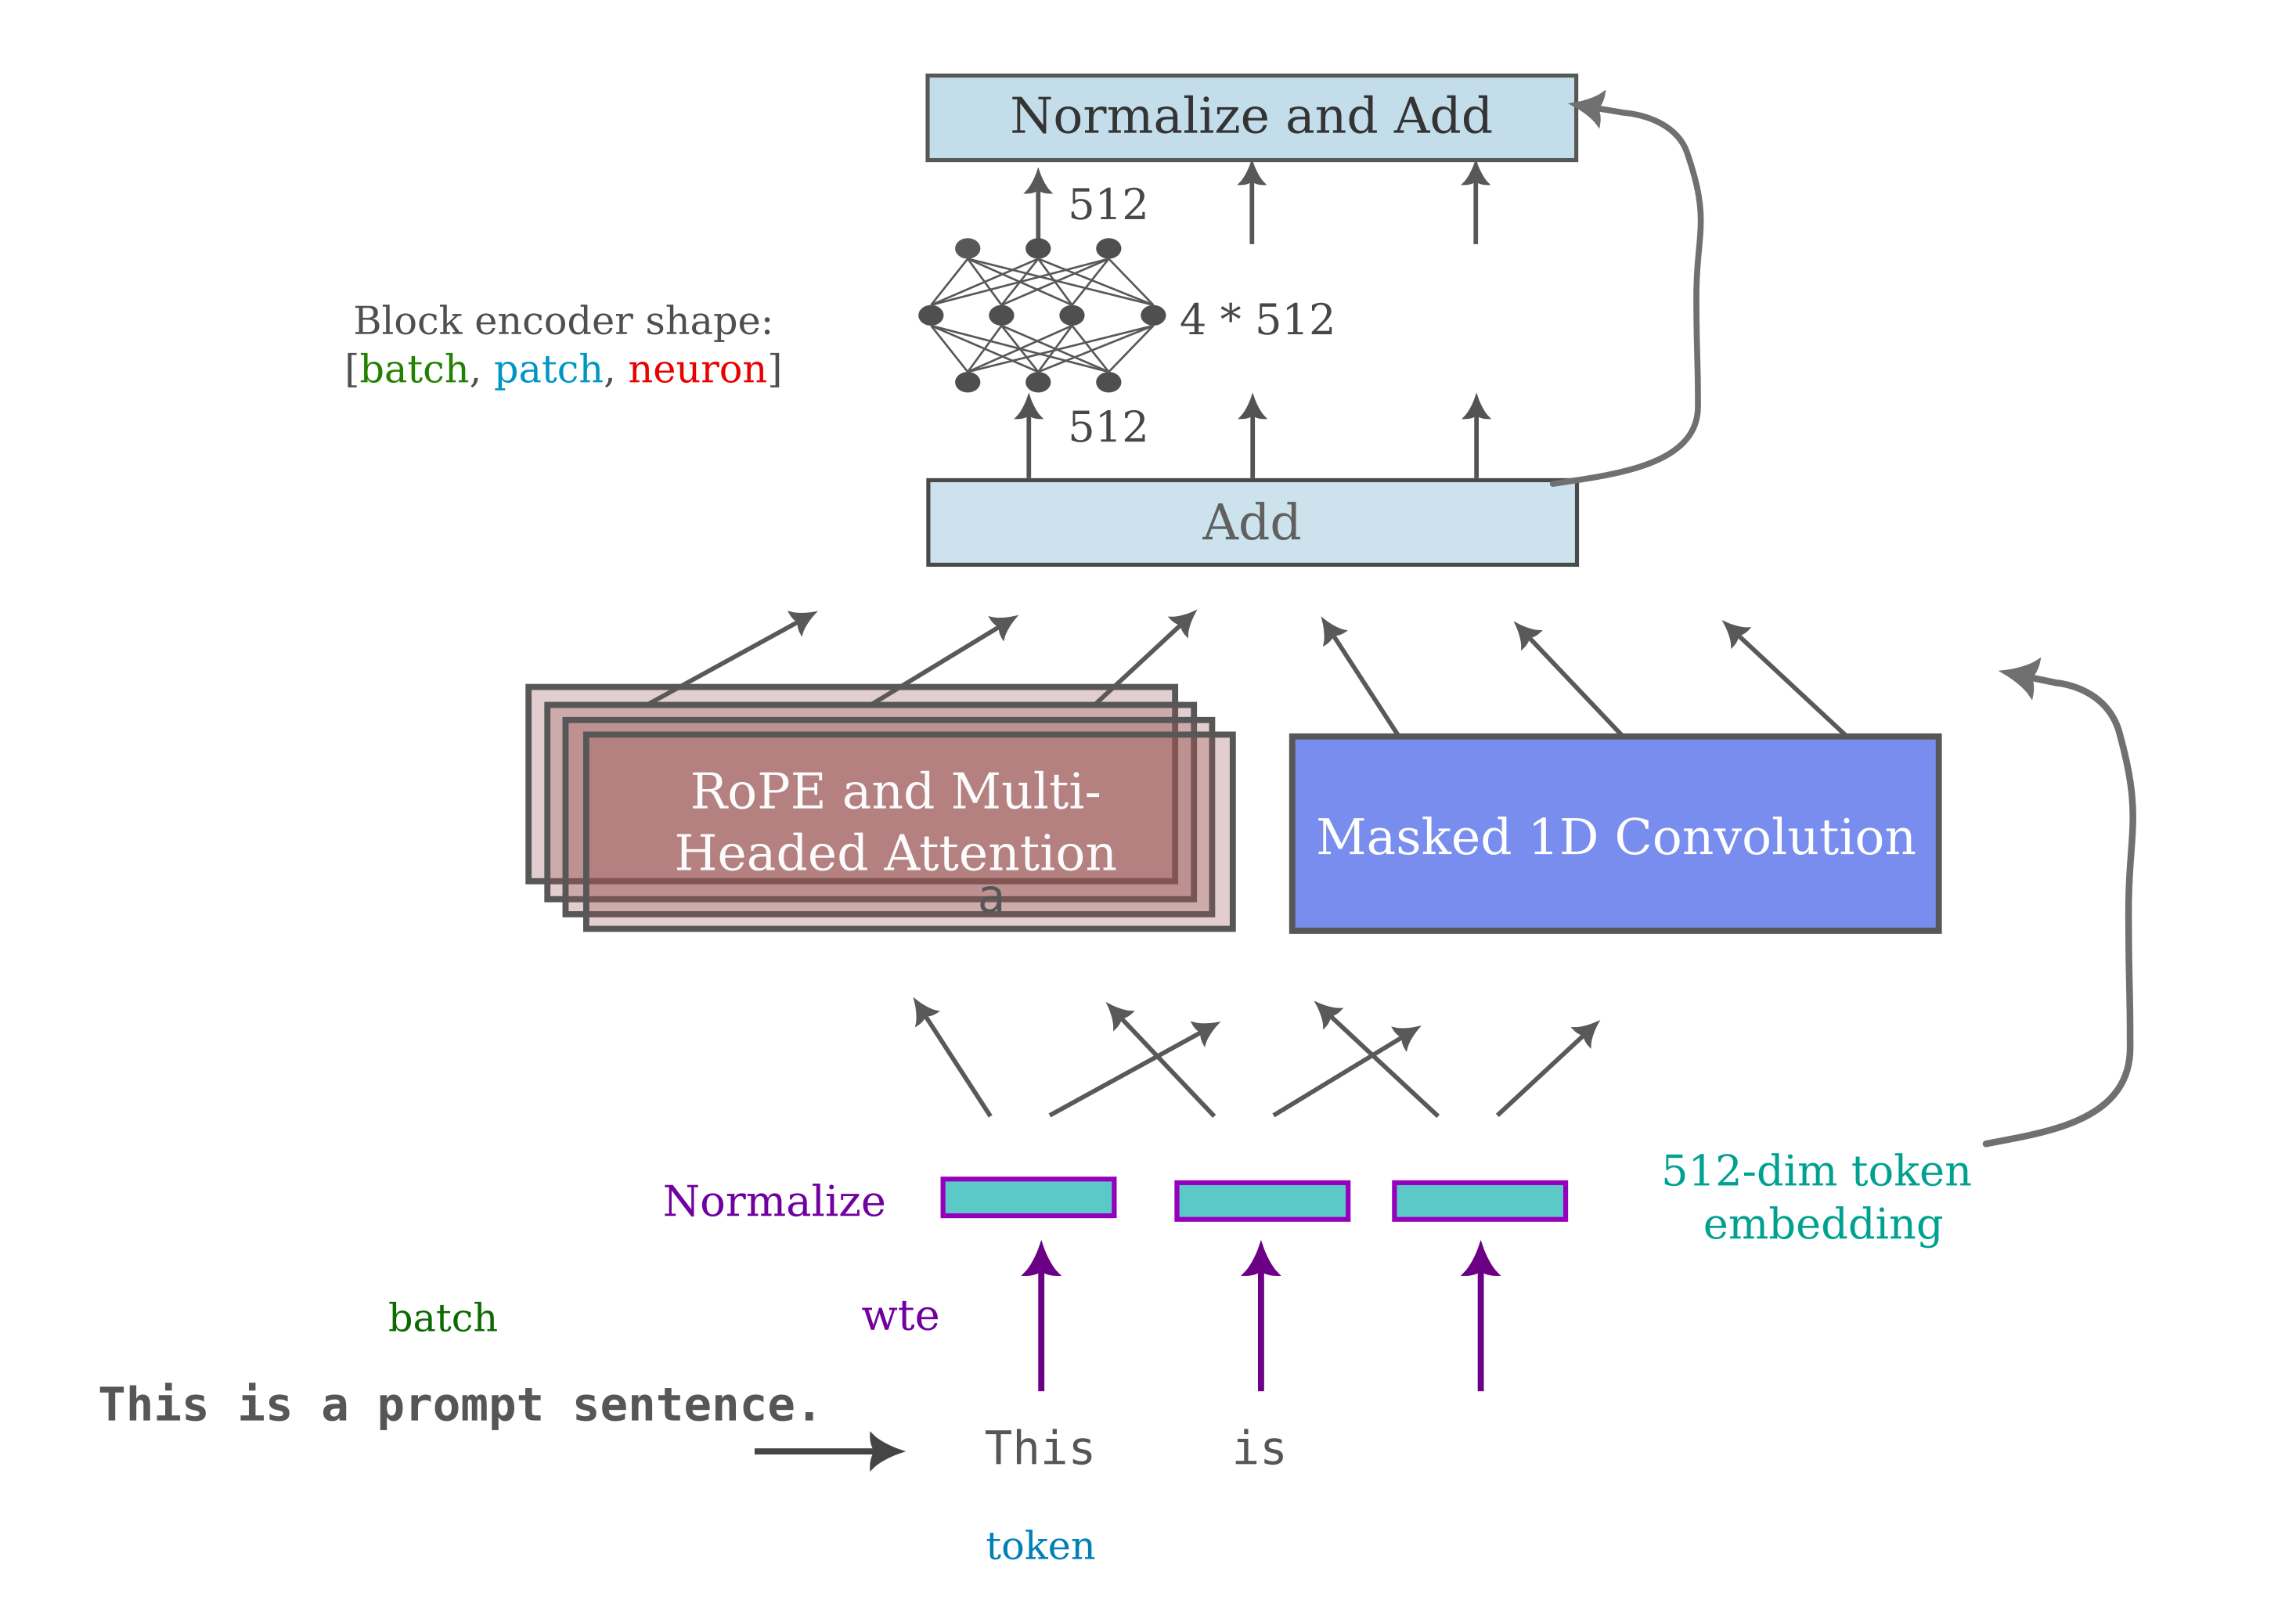 Normalize and Add
512
Block encoder shape:
[batch, patch, neuron]
4 * 512
512
Add
RoPE and Multi-
Headed Attention
a
Masked 1D Convolution
Normalize
512-dim token
embedding
batch
wte
This is a prompt sentence.
This is
token